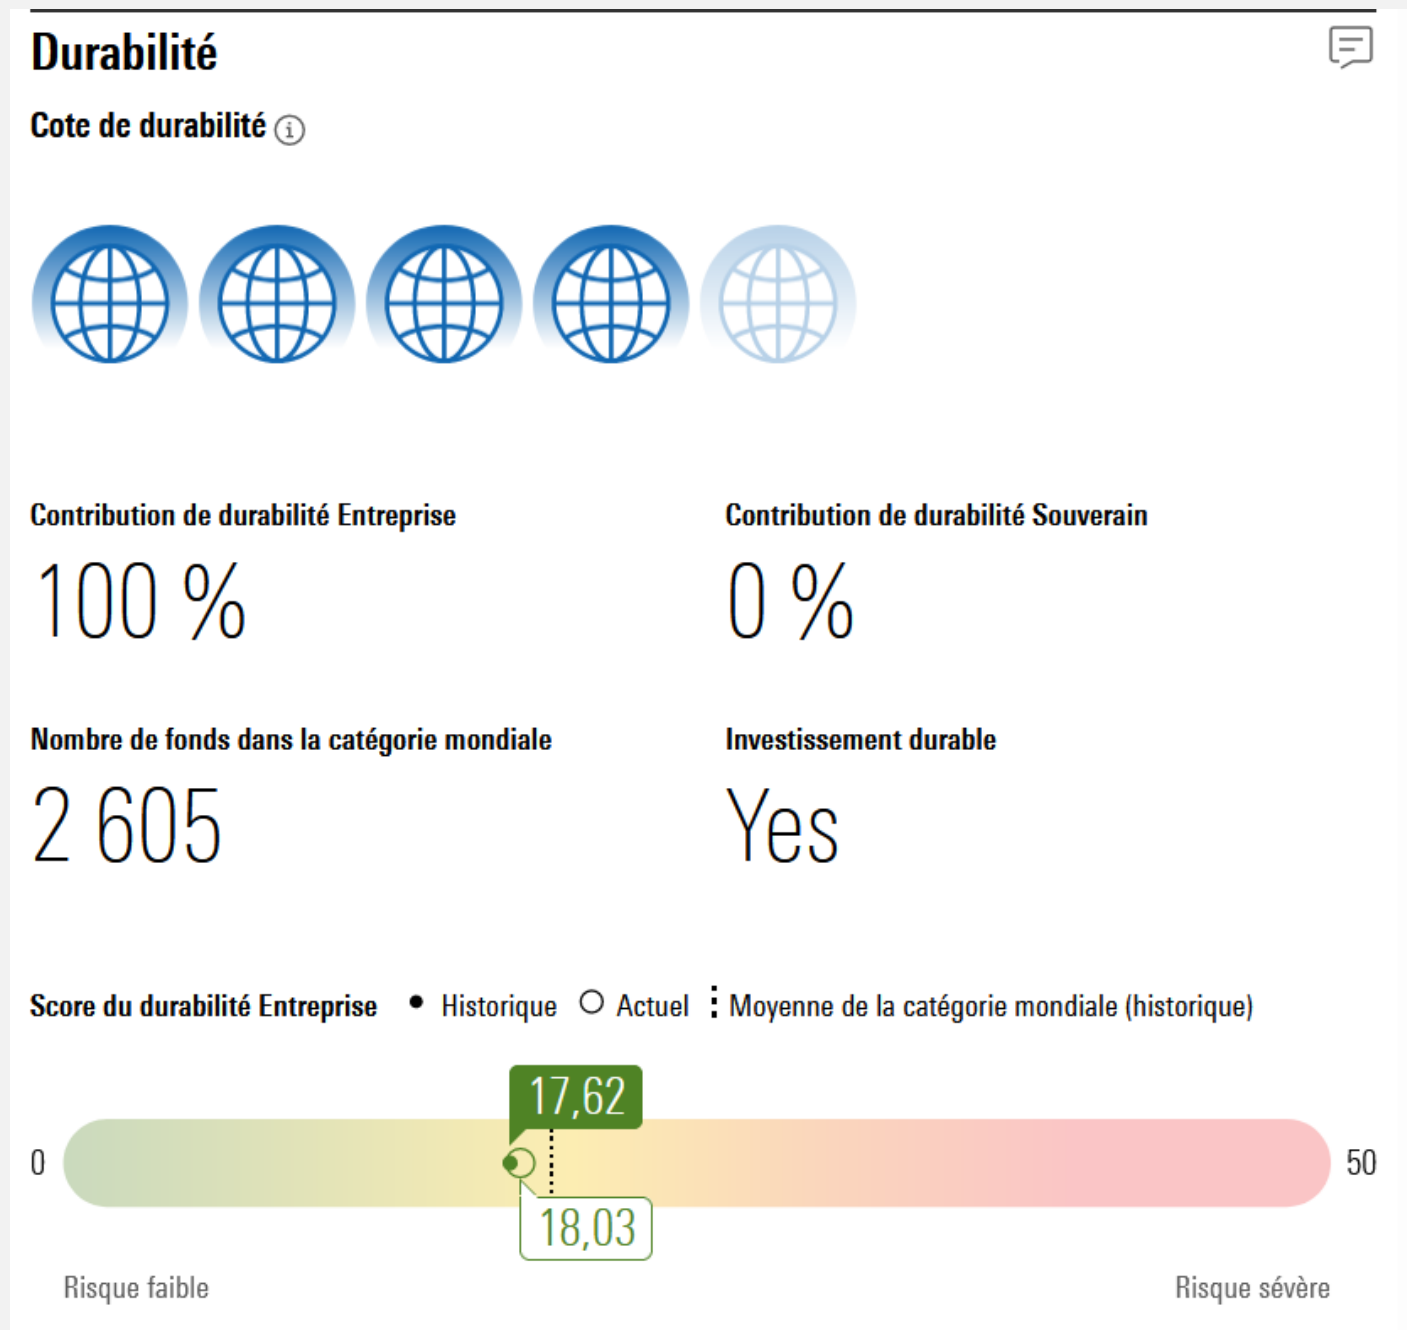 Durabilité
Cote de durabilité
Contribution de durabilité Entreprise
100 %
Contribution de durabilité Souverain
0 %
Nombre de fonds dans la catégorie mondiale
2 605
Investissement durable
Yes
Score du durabilité Entreprise Historique Actuel Moyenne de la catégorie mondiale (historique)
17,62
0 50
18,03
Risque faible Risque sévère